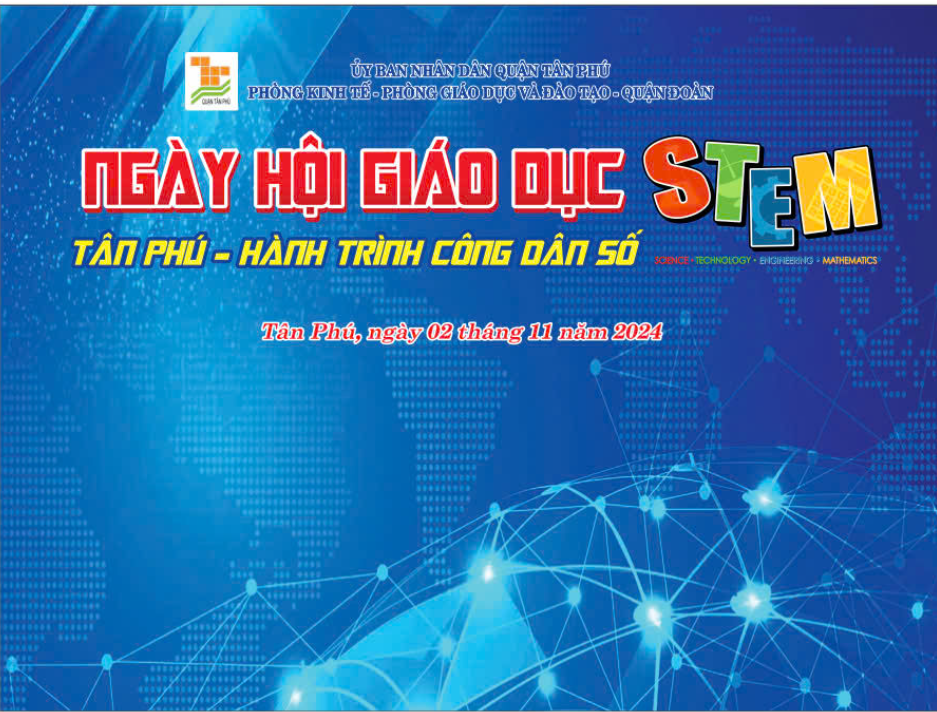 QUẬN TÂN PHÚ
ỦY BAN NHÂN DÂN QUẬN TÂN PHÚ
PHÒNG KINH TẾ - PHÒNG GIÁO DỤC VÀ ĐÀO TẠO - QUẬN ĐOÀN
NGÀY HỘI GIÁO DỤC STEM
TÂN PHÚ - HÀNH TRÌNH CÔNG DÂN SỐ
SCIENCE - TECHNOLOGY - ENGINEERING - MATHEMATICS
Tân Phú, ngày 02 tháng 11 năm 2024